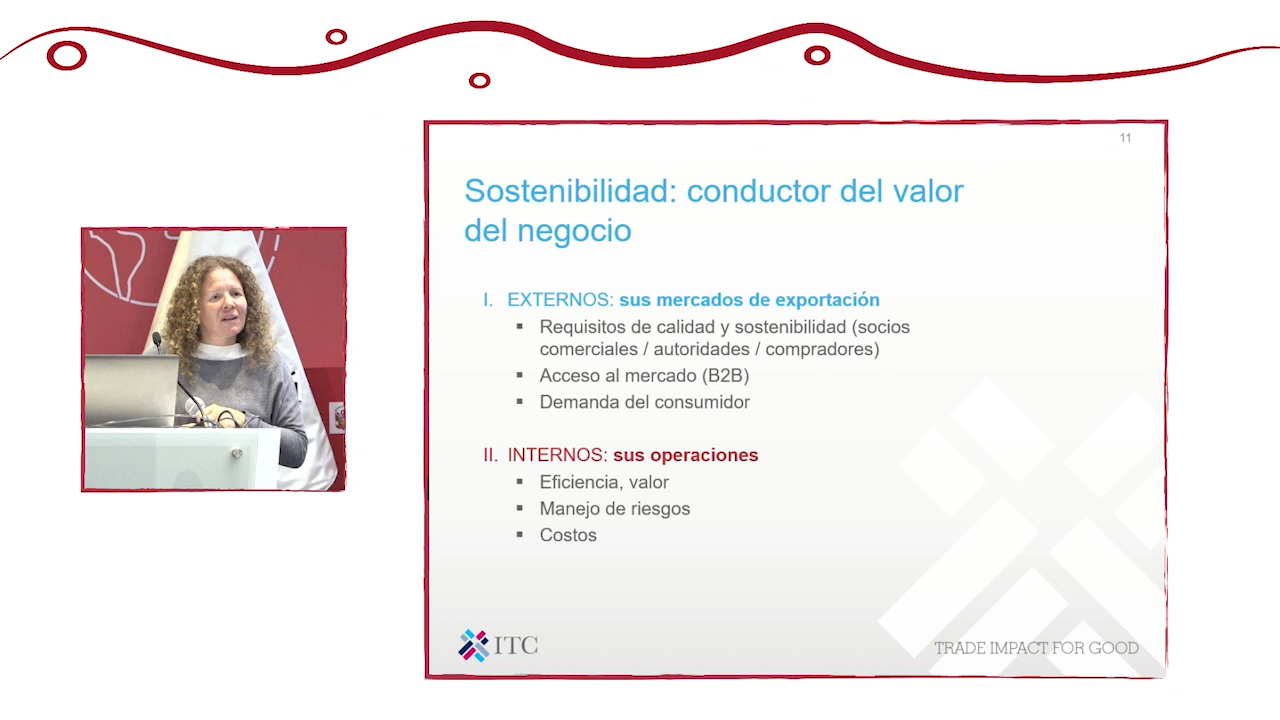 11
Sostenibilidad: conductor del valor
del negocio
I. EXTERNOS: sus mercados de exportación
▪ Requisitos de calidad y sostenibilidad (socios
comerciales / autoridades / compradores)
▪ Acceso al mercado (B2B)
▪ Demanda del consumidor
II. INTERNOS: sus operaciones
▪ Eficiencia, valor
▪ Manejo de riesgos
▪ Costos
ITC
TRADE IMPACT FOR GOOD